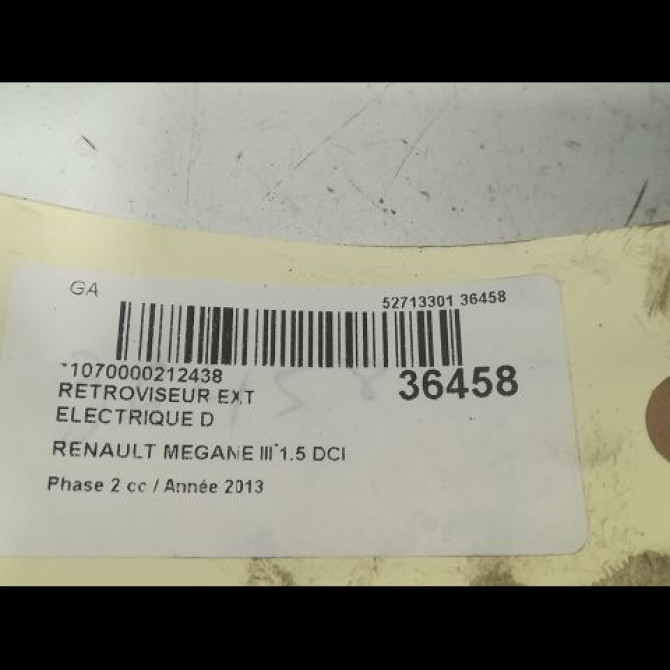 GA
52713301 36458
*1070000212438
36458
RETROVISEUR EXT
ELECTRIQUE D
RENAULT MEGANE III*1.5 DCI
Phase 2 cc / Année 2013